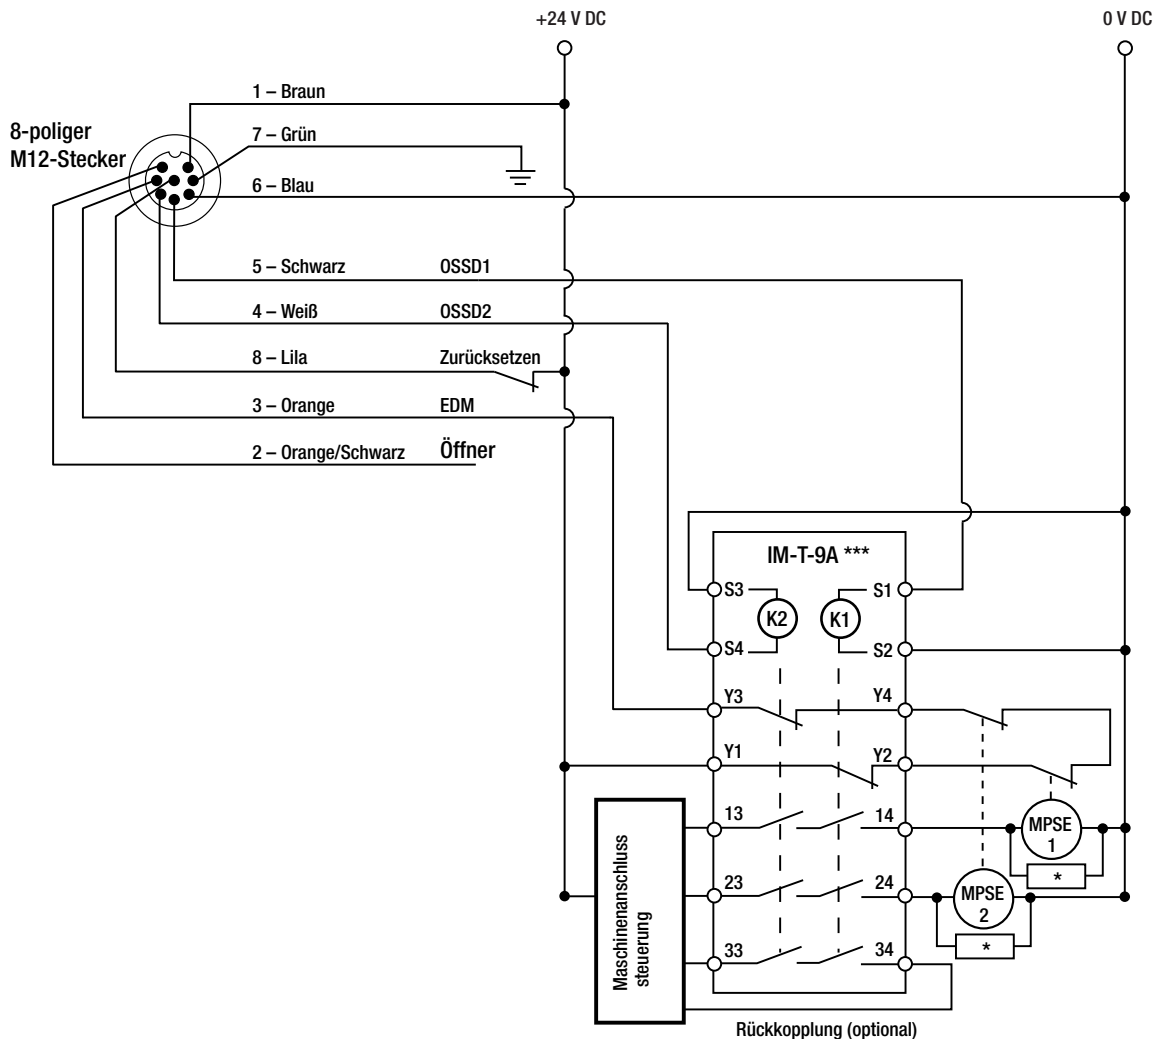 +24 V DC
0 V DC
1 – Braun
8-poliger
M12-Stecker
7 – Grün
6 – Blau
5 – Schwarz OSSD1
4 – Weiß OSSD2
8 – Lila Zurücksetzen
3 – Orange EDM
2 – Orange/Schwarz Öffner
IM-T-9A ***
S3 K2 K1 S1
S4 S2
Y3 Y4
Y1 Y2
13 14
MPSE
1
*
23 24
MPSE
2
*
33 34
Maschinenanschluss
steuerung
Rückkopplung (optional)